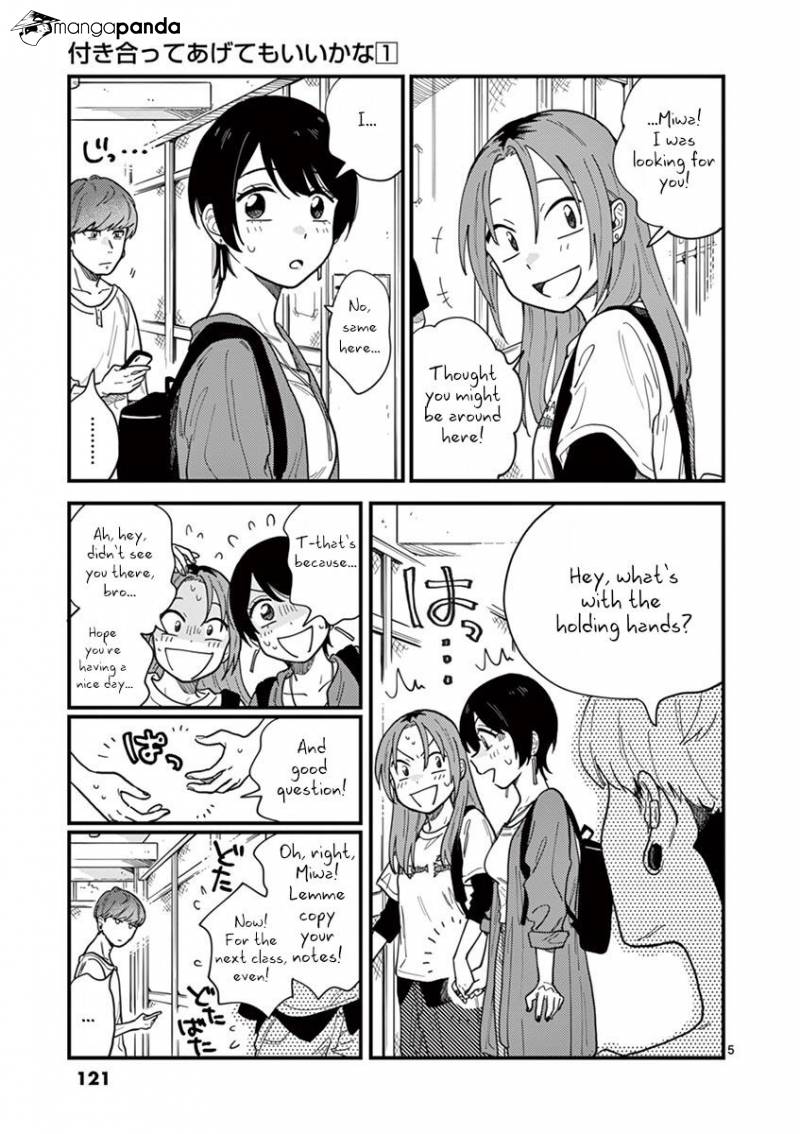 mangapanda
付き合ってあげてもいいかな1
...Miwa!
I was
looking for
you!
Thought
you might
be around
here!
I...
No,
same
here...
じっ・・・
........
Hey, what's
with the
holding hands?
はっ・・・
T-that's
because...
Ah, hey,
didn't see
you there,
bro...
Hope
you're
having a
nice day...
And
good
question!
ぱっ
Oh, right,
Miwa!
Lemme
copy
your
notes!
Now!
For the
next class,
even!
どた
どたばた
...
5
121